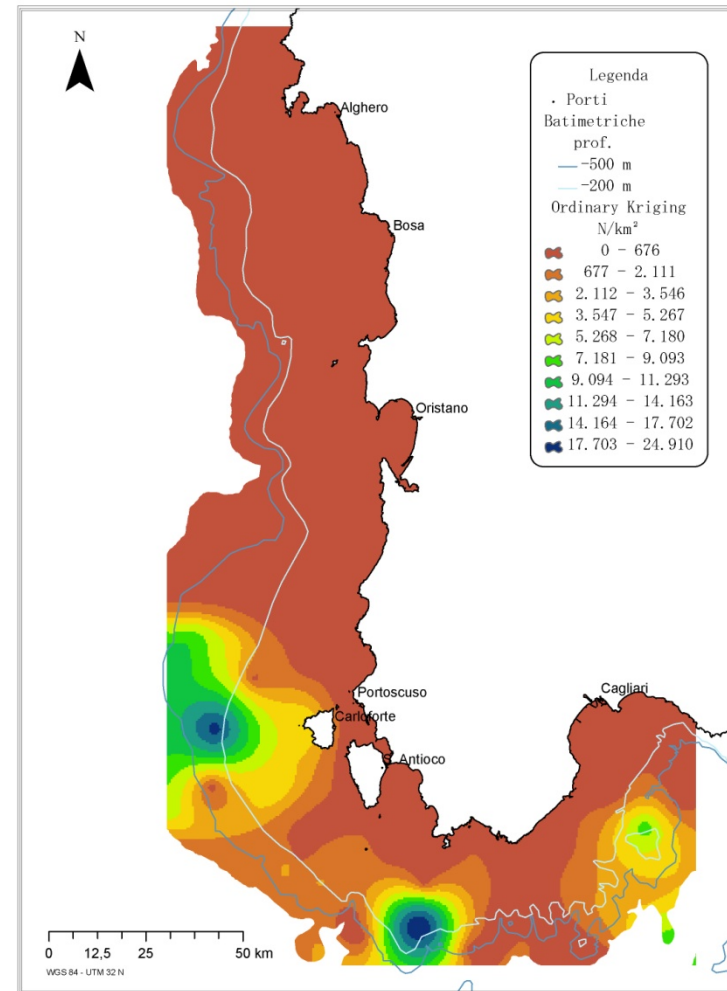 N
Alghero
Bosa
Oristano
Portoscuso
Carloforte
S. Antioco
Cagliari
Legenda
Porti
Batimetriche
prof.
-500 m
-200 m
Ordinary Kriging
N/km²
0 - 676
677 - 2.111
2.112 - 3.546
3.547 - 5.267
5.268 - 7.180
7.181 - 9.093
9.094 - 11.293
11.294 - 14.163
14.164 - 17.702
17.703 - 24.910
0 12,5 25 50 km
WGS 84 - UTM 32 N